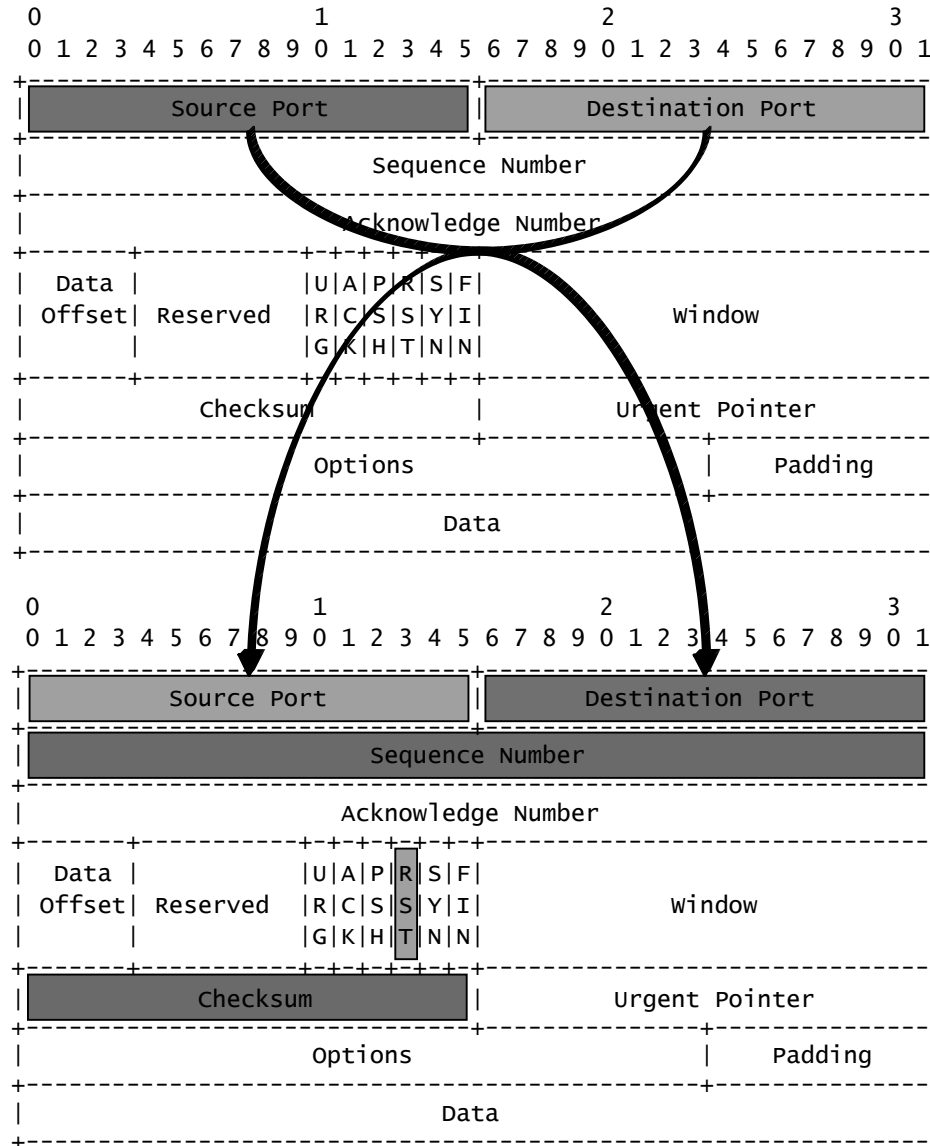 0 1 2 3
0 1 2 3 4 5 6 7 8 9 0 1 2 3 4 5 6 7 8 9 0 1 2 3 4 5 6 7 8 9 0 1
Source Port Destination Port
Sequence Number
Acknowledge Number
Data |U|A|P|R|S|F|
Offset| Reserved |R|C|S|S|Y|I| Window
|G|K|H|T|N|N|
Checksum | Urgent Pointer
Options | Padding
Data
0 1 2 3
0 1 2 3 4 5 6 7 8 9 0 1 2 3 4 5 6 7 8 9 0 1 2 3 4 5 6 7 8 9 0 1
Source Port Destination Port
Sequence Number
Acknowledge Number
Data |U|A|P|R|S|F|
Offset| Reserved |R|C|S|S|Y|I| Window
|G|K|H|T|N|N|
Checksum | Urgent Pointer
Options | Padding
Data